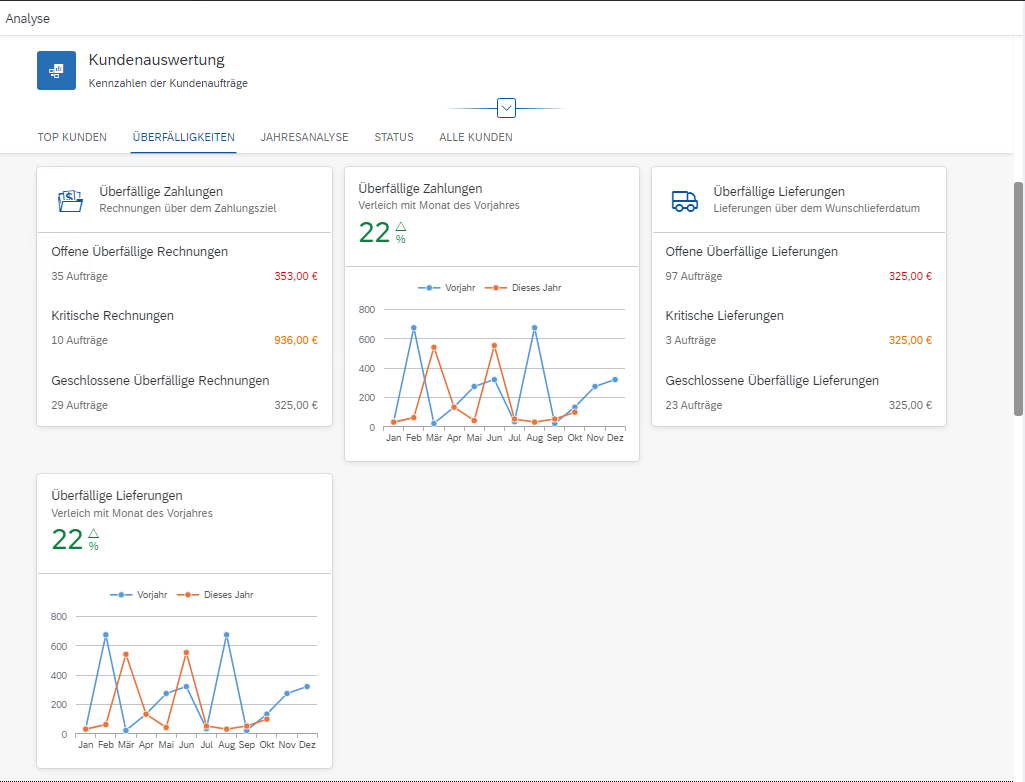 Analyse
Kundenauswertung
Kennzahlen der Kundenaufträge
TOP KUNDEN ÜBERFÄLLIGKEITEN JAHRESANALYSE STATUS ALLE KUNDEN
Überfällige Zahlungen
Rechnungen über dem Zahlungsziel
Offene Überfällige Rechnungen
35 Aufträge 353,00 €
Kritische Rechnungen
10 Aufträge 936,00 €
Geschlossene Überfällige Rechnungen
29 Aufträge 325,00 €
Überfällige Zahlungen
Verleich mit Monat des Vorjahres
22 %
Vorjahr Dieses Jahr
800
600
400
200
0
Jan Feb Mär Apr Mai Jun Jul Aug Sep Okt Nov Dez
Überfällige Lieferungen
Lieferungen über dem Wunschlieferdatum
Offene Überfällige Lieferungen
97 Aufträge 325,00 €
Kritische Lieferungen
3 Aufträge 325,00 €
Geschlossene Überfällige Lieferungen
23 Aufträge 325,00 €
Überfällige Lieferungen
Verleich mit Monat des Vorjahres
22 %
Vorjahr Dieses Jahr
800
600
400
200
0
Jan Feb Mär Apr Mai Jun Jul Aug Sep Okt Nov Dez